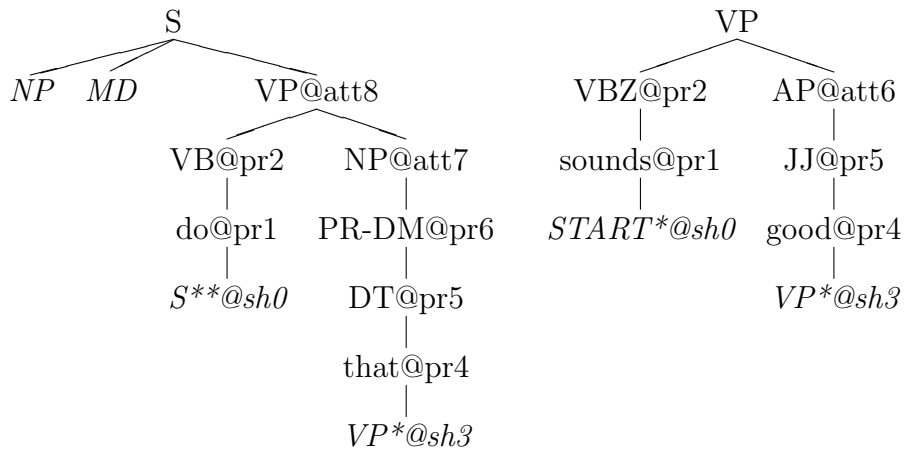 S VP
NP MD VP@att8 VBZ@pr2 AP@att6
VB@pr2 NP@att7 sounds@pr1 JJ@pr5
do@pr1 PR-DM@pr6 START*@sh0 good@pr4
S**@sh0 DT@pr5 VP*@sh3
that@pr4
VP*@sh3